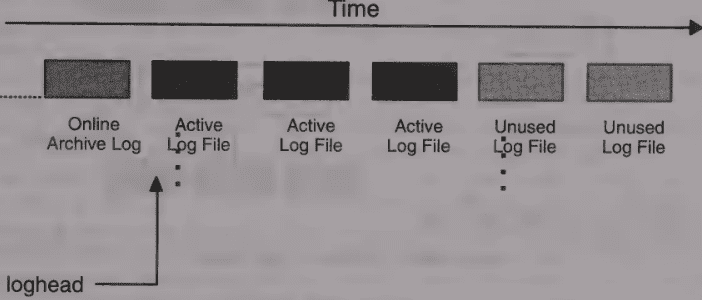 Time
Online
Archive Log
Active
Log File
Active
Log File
Active
Log File
Unused
Log File
Unused
Log File
loghead